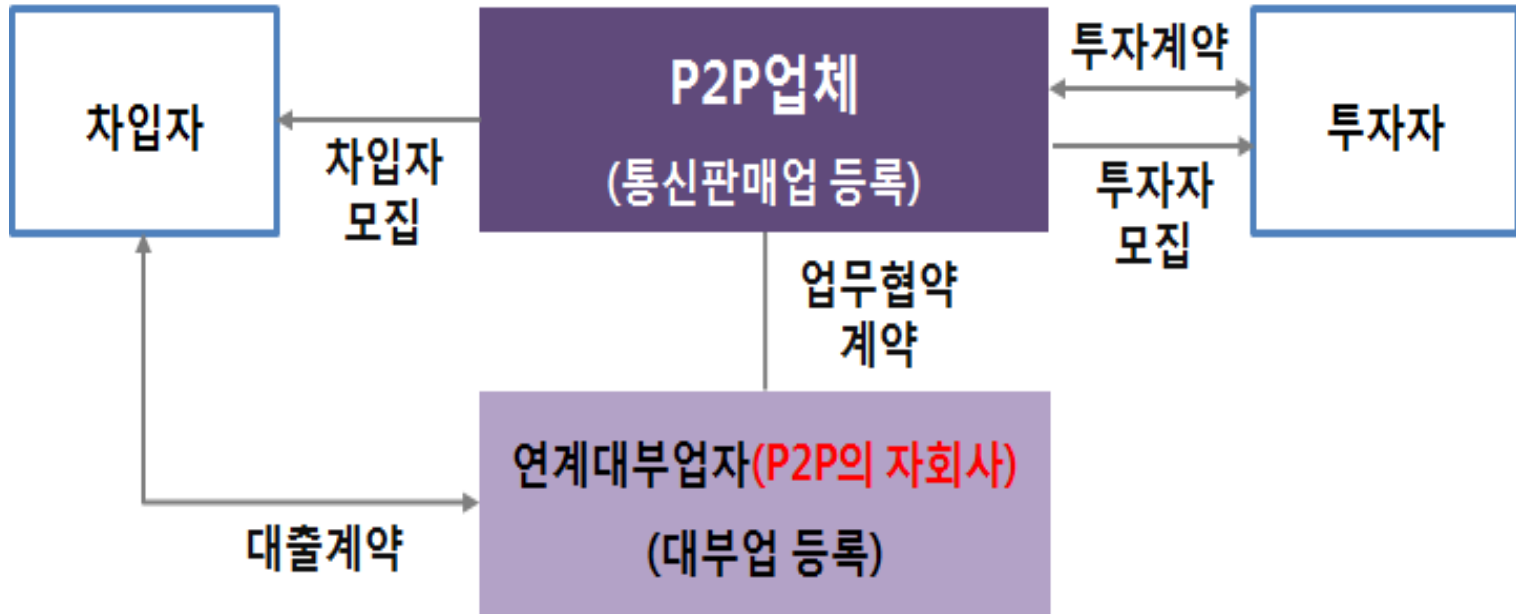 차입자
차입자
모집
P2P업체
(통신판매업 등록)
투자계약
투자자
모집
투자자
업무협약
계약
대출계약
연계대부업자(P2P의 자회사)
(대부업 등록)